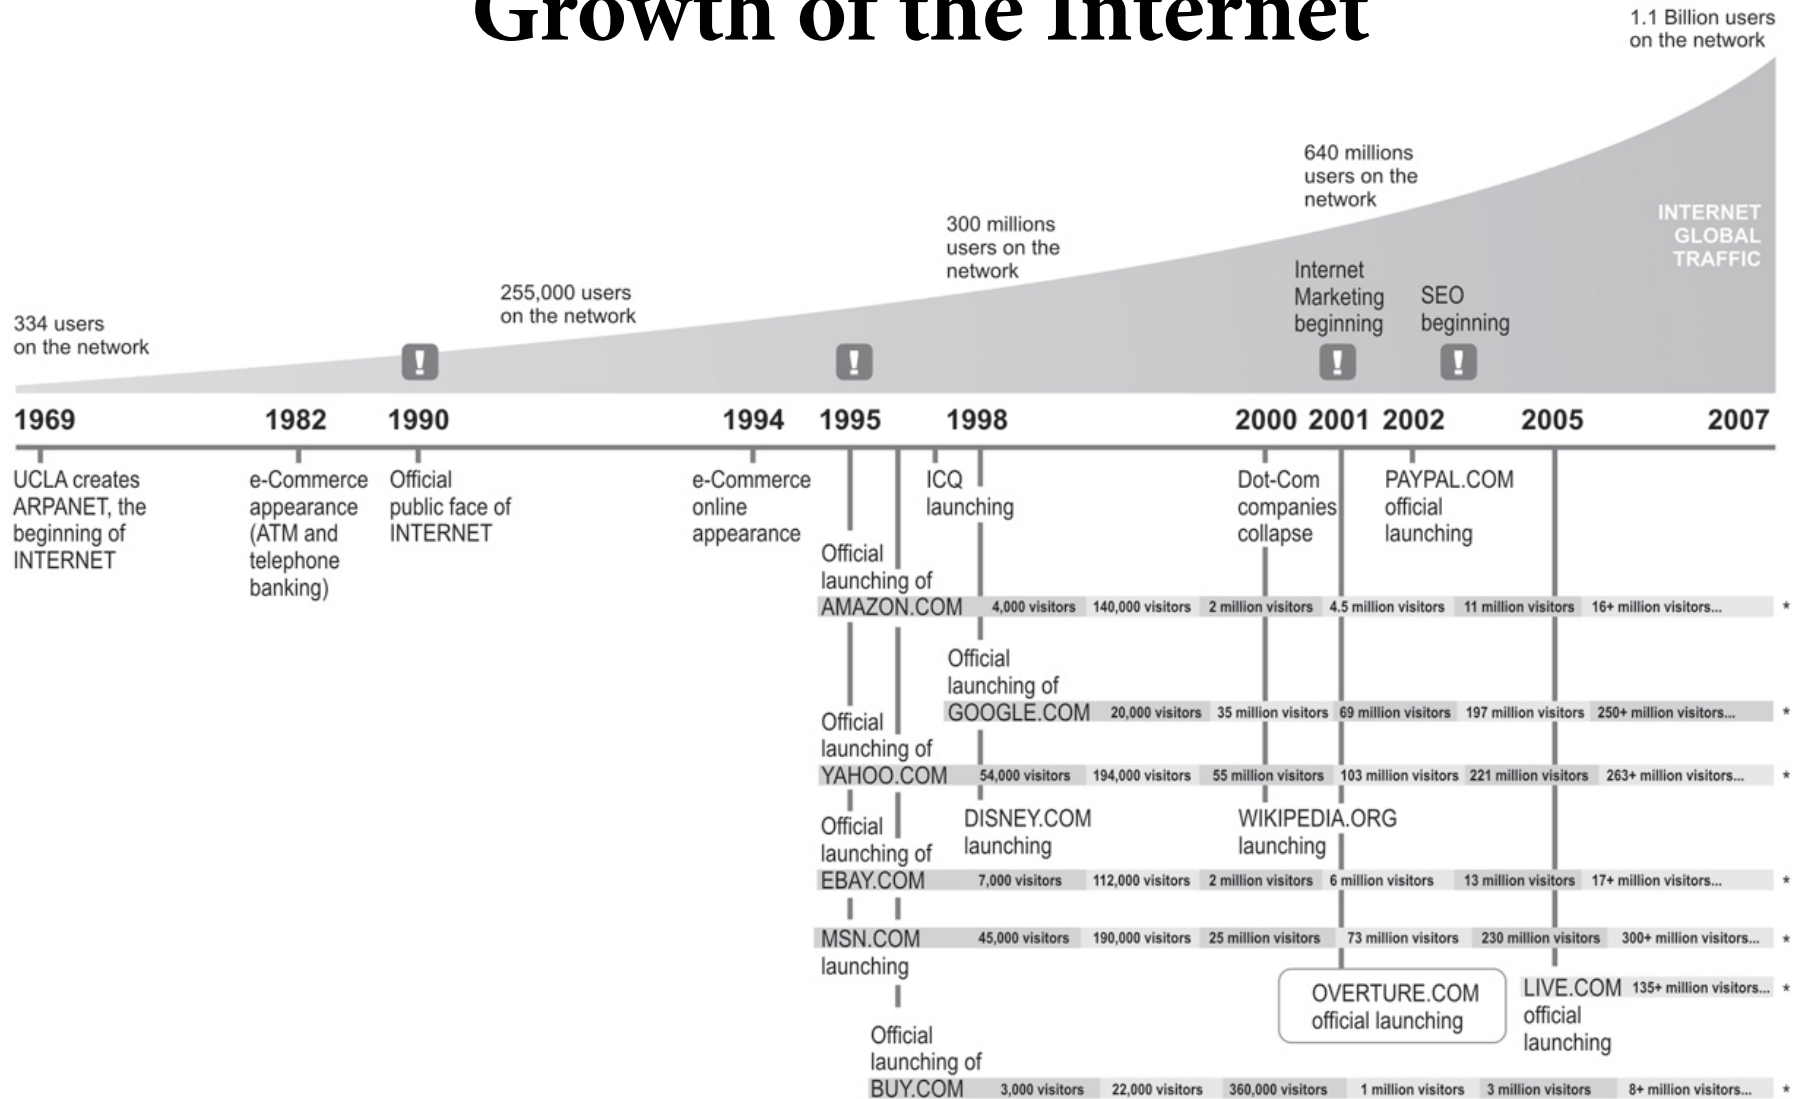 Growth of the Internet
1.1 Billion users
on the network
640 millions
users on the
network
300 millions
users on the
network
255,000 users
on the network
334 users
on the network
INTERNET
GLOBAL
TRAFFIC
Internet
Marketing
beginning
SEO
beginning
!
!
!
!
1969 1982 1990 1994 1995 1998 2000 2001 2002 2005 2007
UCLA creates
ARPANET, the
beginning of
INTERNET
e-Commerce
appearance
(ATM and
telephone
banking)
Official
public face of
INTERNET
e-Commerce
online
appearance
ICQ
launching
Dot-Com
companies
collapse
PAYPAL.COM
official
launching
Official
launching of
AMAZON.COM 4,000 visitors 140,000 visitors 2 million visitors 4.5 million visitors 11 million visitors 16+ million visitors... *
Official
launching of
GOOGLE.COM 20,000 visitors 35 million visitors 69 million visitors 197 million visitors 250+ million visitors... *
Official
launching of
YAHOO.COM 54,000 visitors 194,000 visitors 55 million visitors 103 million visitors 221 million visitors 263+ million visitors... *
DISNEY.COM
launching
WIKIPEDIA.ORG
launching
Official
launching of
EBAY.COM 7,000 visitors 112,000 visitors 2 million visitors 6 million visitors 13 million visitors 17+ million visitors... *
MSN.COM 45,000 visitors 190,000 visitors 25 million visitors 73 million visitors 230 million visitors 300+ million visitors... *
launching
OVERTURE.COM
official launching
LIVE.COM 135+ million visitors... *
official
launching
Official
launching of
BUY.COM 3,000 visitors 22,000 visitors 360,000 visitors 1 million visitors 3 million visitors 8+ million visitors... *